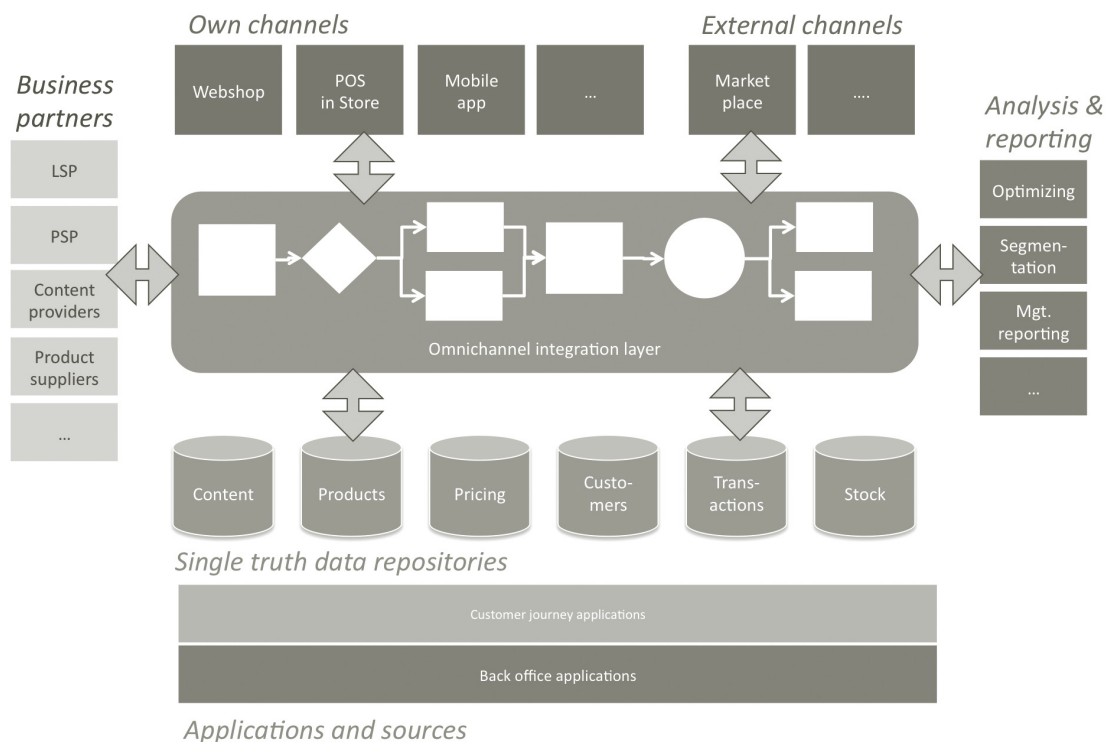 Own channels
External channels
Business
partners
Webshop
POS
in Store
Mobile
app
...
Market
place
....
Analysis &
reporting
LSP
PSP
Content
providers
Product
suppliers
...
Optimizing
Segmen-
tation
Mgt.
reporting
...
Omnichannel integration layer
Content
Products
Pricing
Custo-
mers
Trans-
actions
Stock
Single truth data repositories
Customer journey applications
Back office applications
Applications and sources